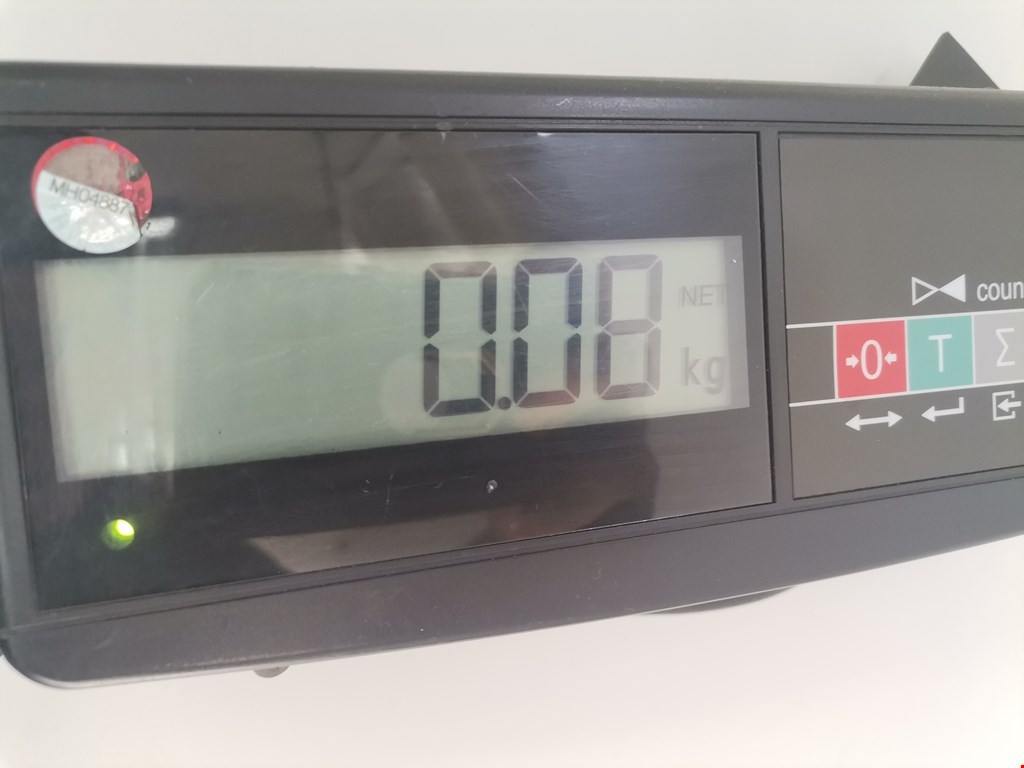 MH04887
0.08
NET
kg
coun
→0←
T
Σ